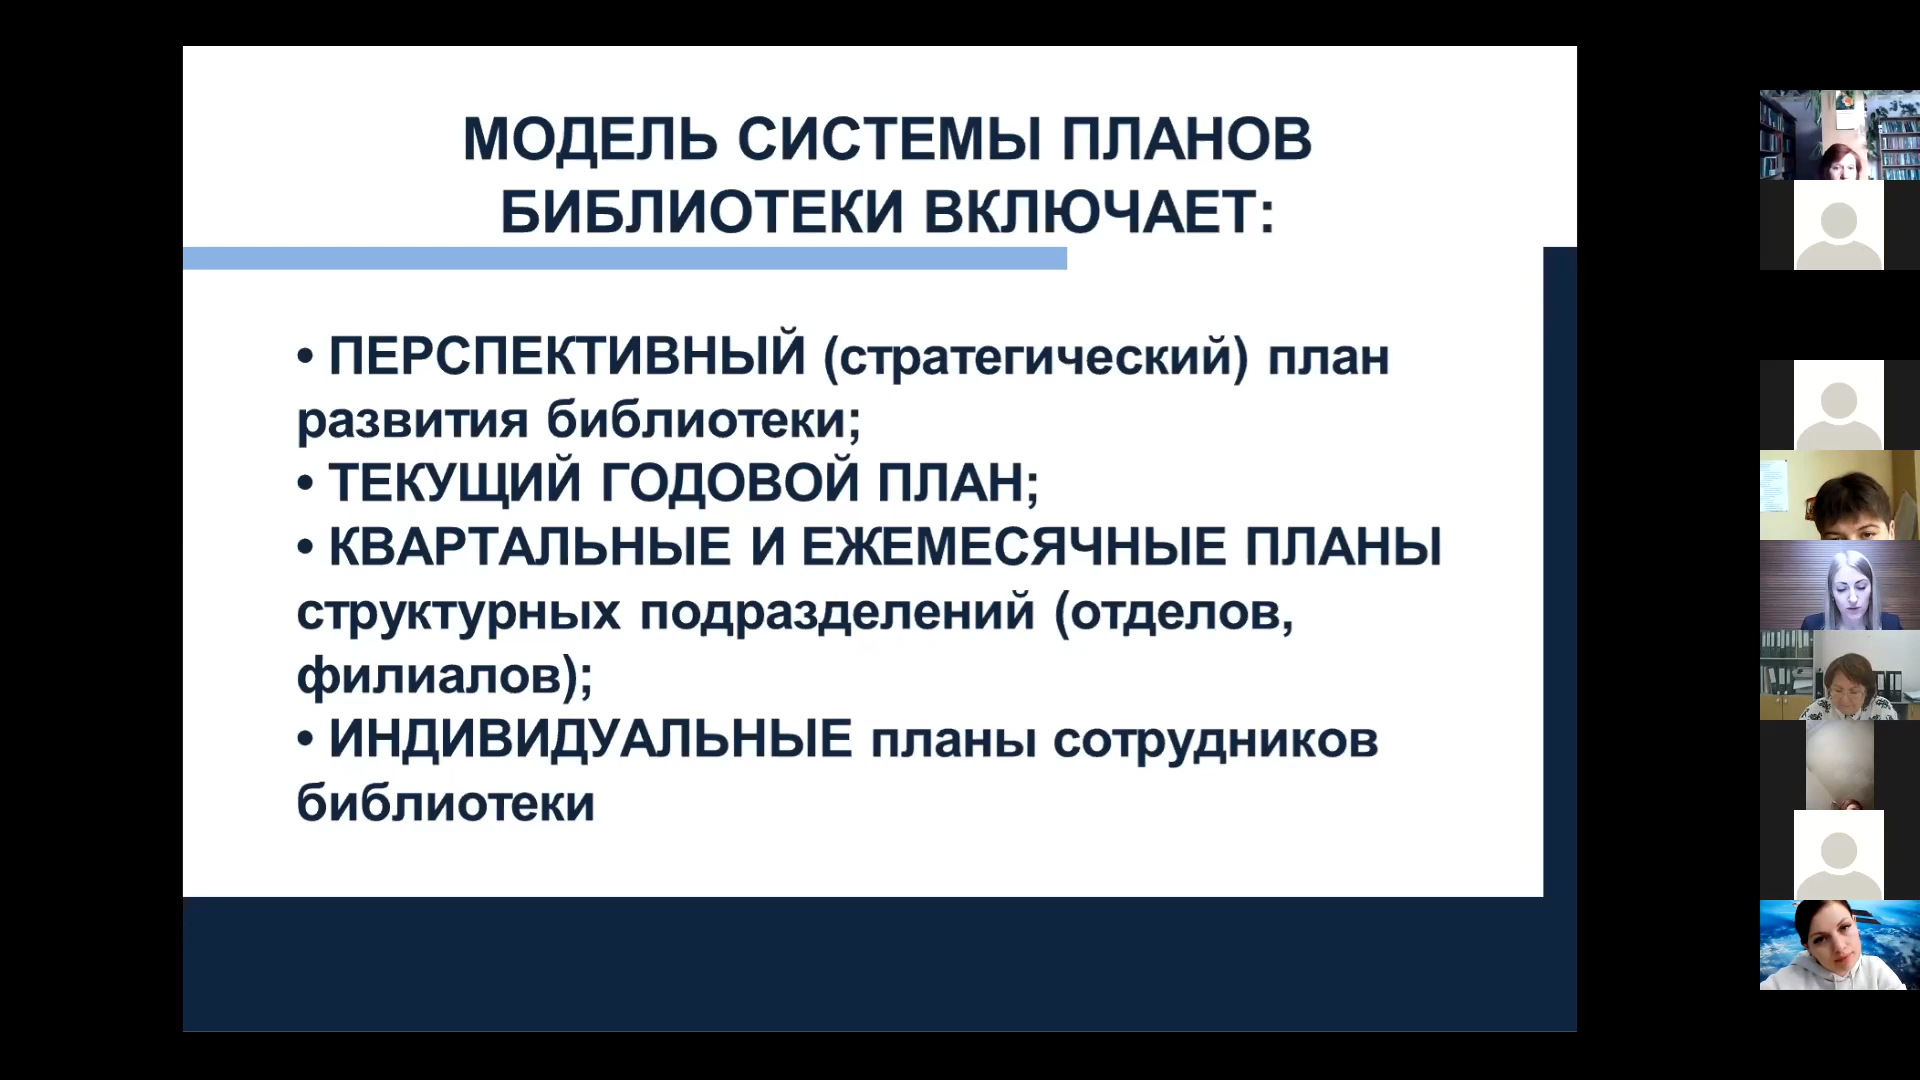 МОДЕЛЬ СИСТЕМЫ ПЛАНОВ
БИБЛИОТЕКИ ВКЛЮЧАЕТ:
• ПЕРСПЕКТИВНЫЙ (стратегический) план
развития библиотеки;
• ТЕКУЩИЙ ГОДОВОЙ ПЛАН;
• КВАРТАЛЬНЫЕ И ЕЖЕМЕСЯЧНЫЕ ПЛАНЫ
структурных подразделений (отделов,
филиалов);
• ИНДИВИДУАЛЬНЫЕ планы сотрудников
библиотеки